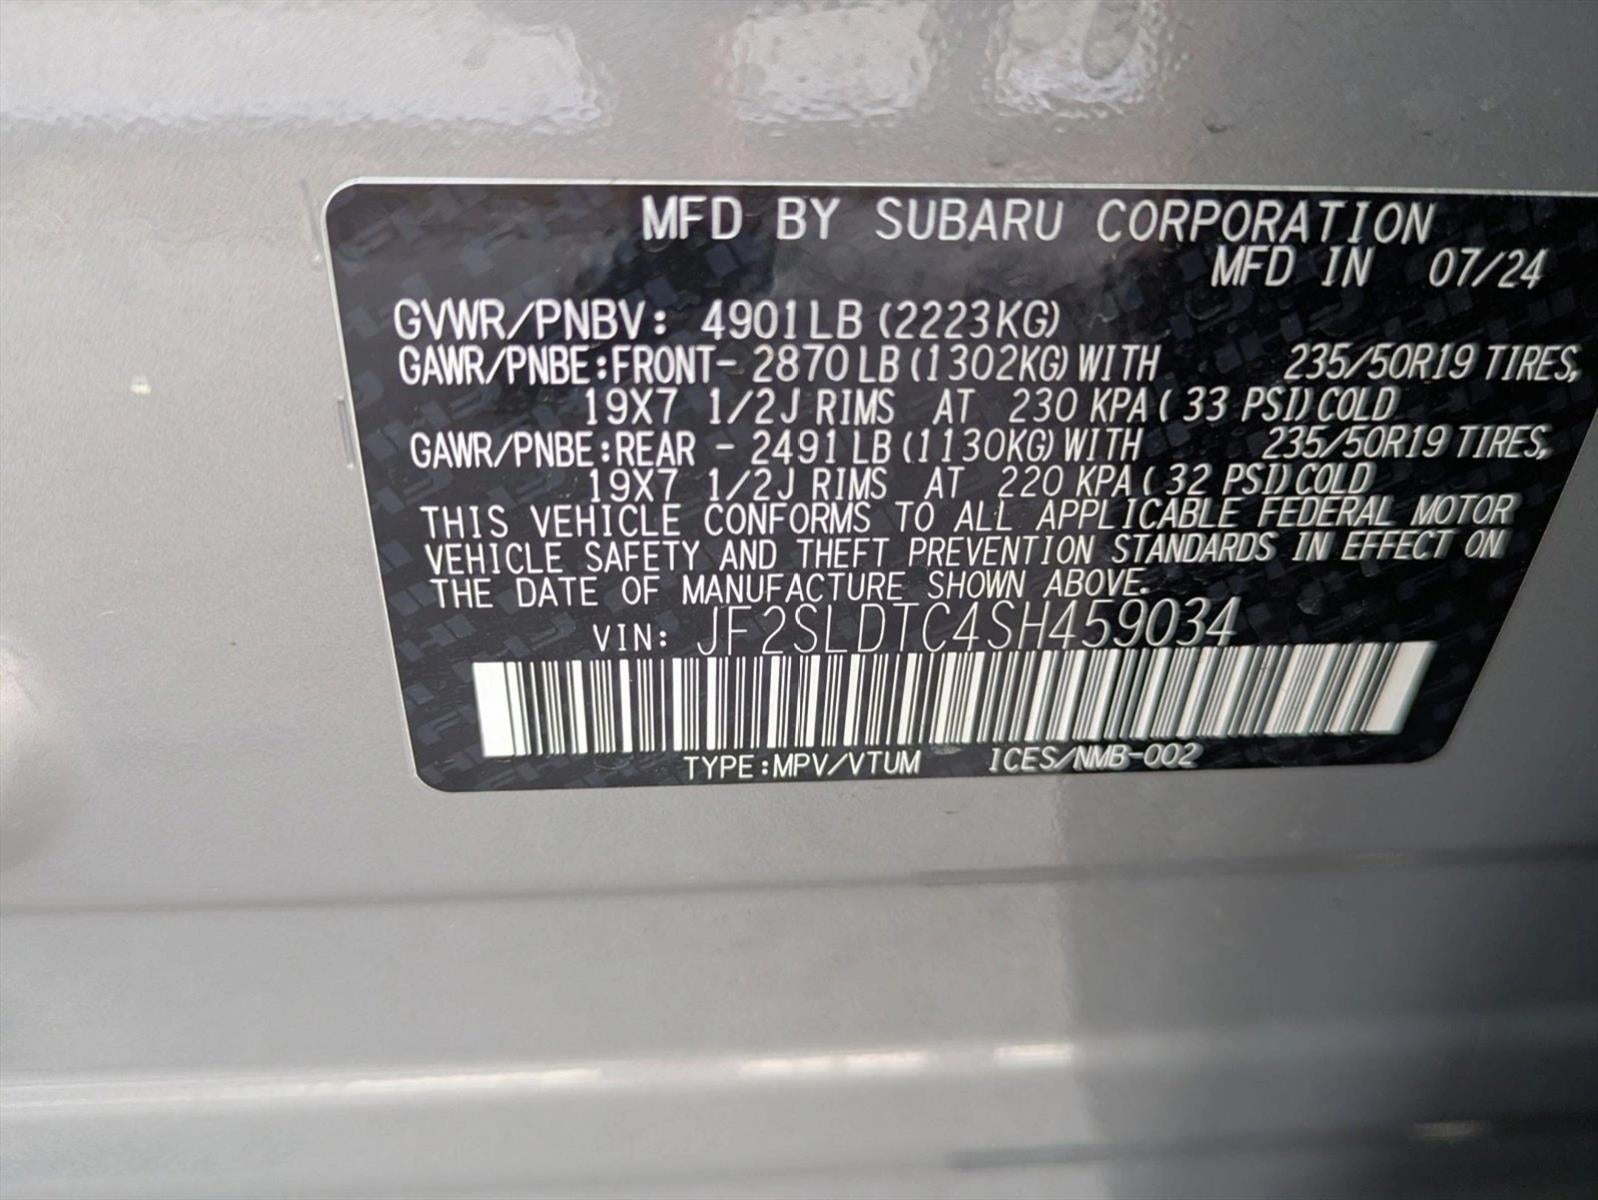 MFD BY SUBARU CORPORATION
MFD IN 07/24
GVWR/PNBV: 4901LB (2223KG)
GAWR/PNBE:FRONT- 2870LB (1302KG) WITH 235/50R19 TIRES,
19X7 1/2J RIMS AT 230 KPA ( 33 PSI) COLD
GAWR/PNBE:REAR - 2491LB (1130KG) WITH 235/50R19 TIRES,
19X7 1/2J RIMS AT 220 KPA ( 32 PSI) COLD
THIS VEHICLE CONFORMS TO ALL APPLICABLE FEDERAL MOTOR
VEHICLE SAFETY AND THEFT PREVENTION STANDARDS IN EFFECT ON
THE DATE OF MANUFACTURE SHOWN ABOVE.
VIN: JF2SLDTC4SH459034
TYPE:MPV/VTUM ICES/NMB-002